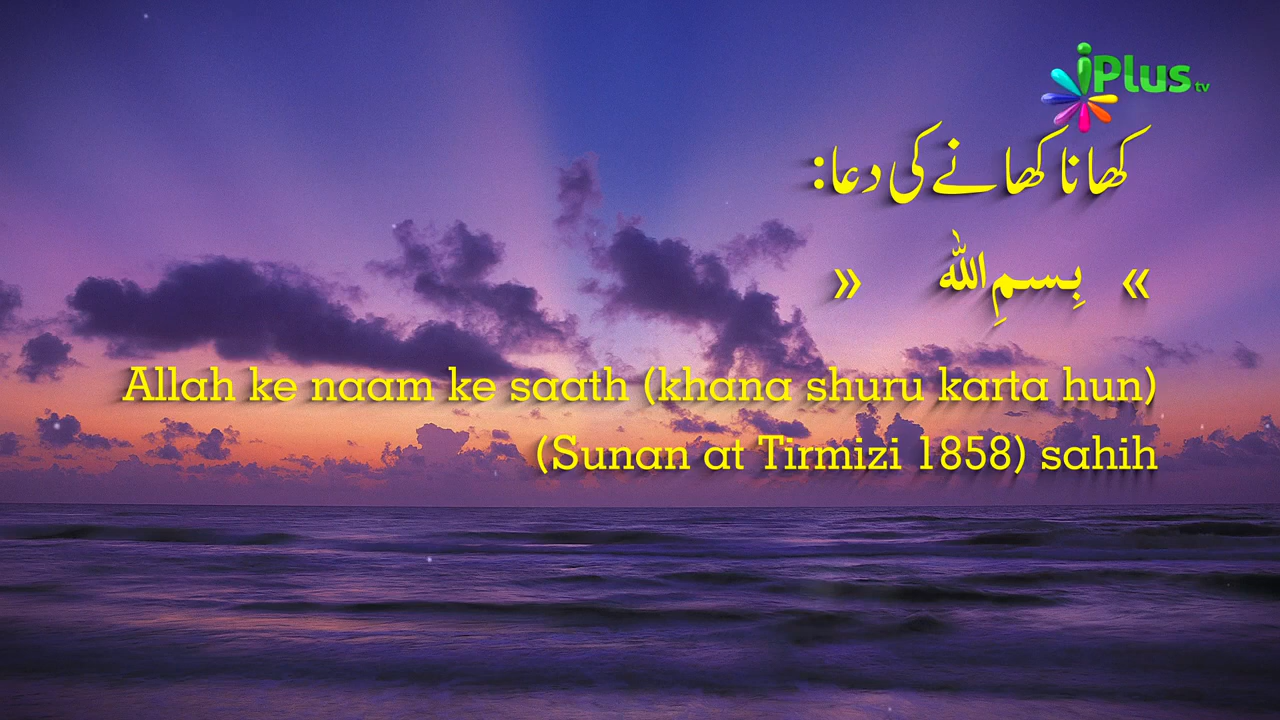 iPlus tv
کھانا کھانے کی دعا:
« بِسمِ اللہ »
Allah ke naam ke saath (khana shuru karta hun)
(Sunan at Tirmizi 1858) sahih